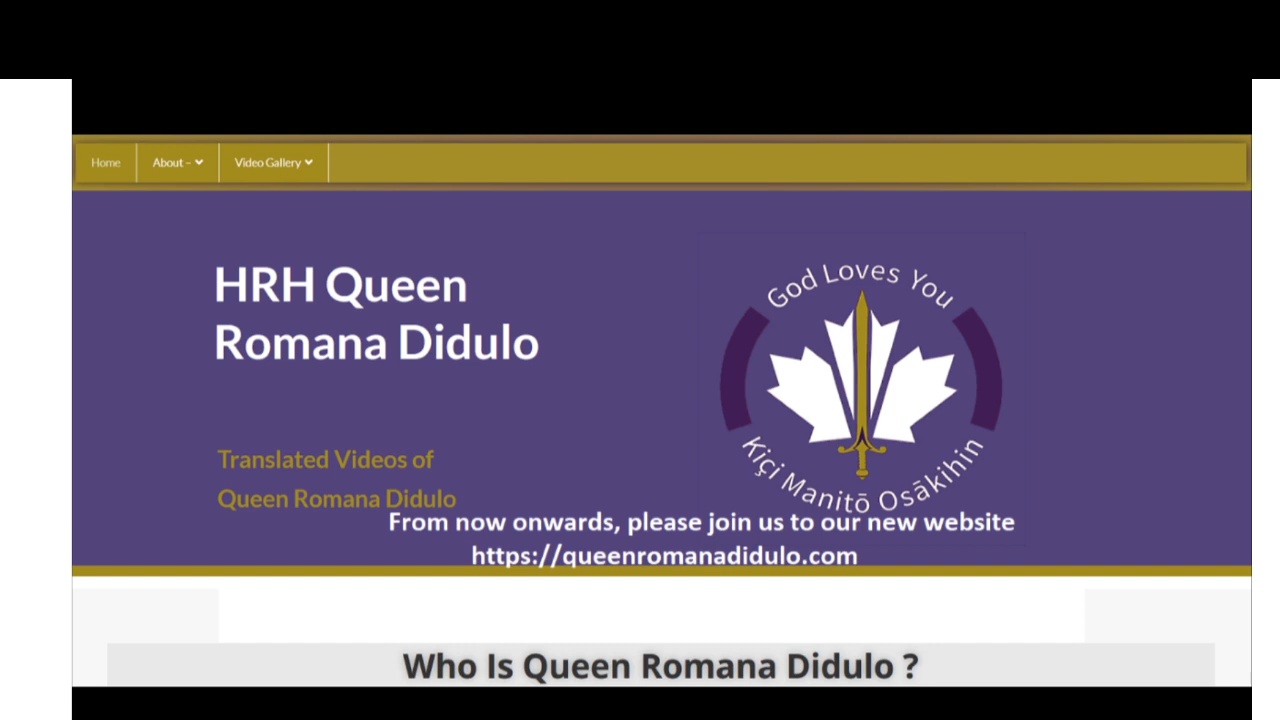 Home About – Video Gallery
HRH Queen
Romana Didulo
God Loves You
Kiçi Manitō Osākihin
Translated Videos of
Queen Romana Didulo
From now onwards, please join us to our new website
https://queenromanadidulo.com
Who Is Queen Romana Didulo ?